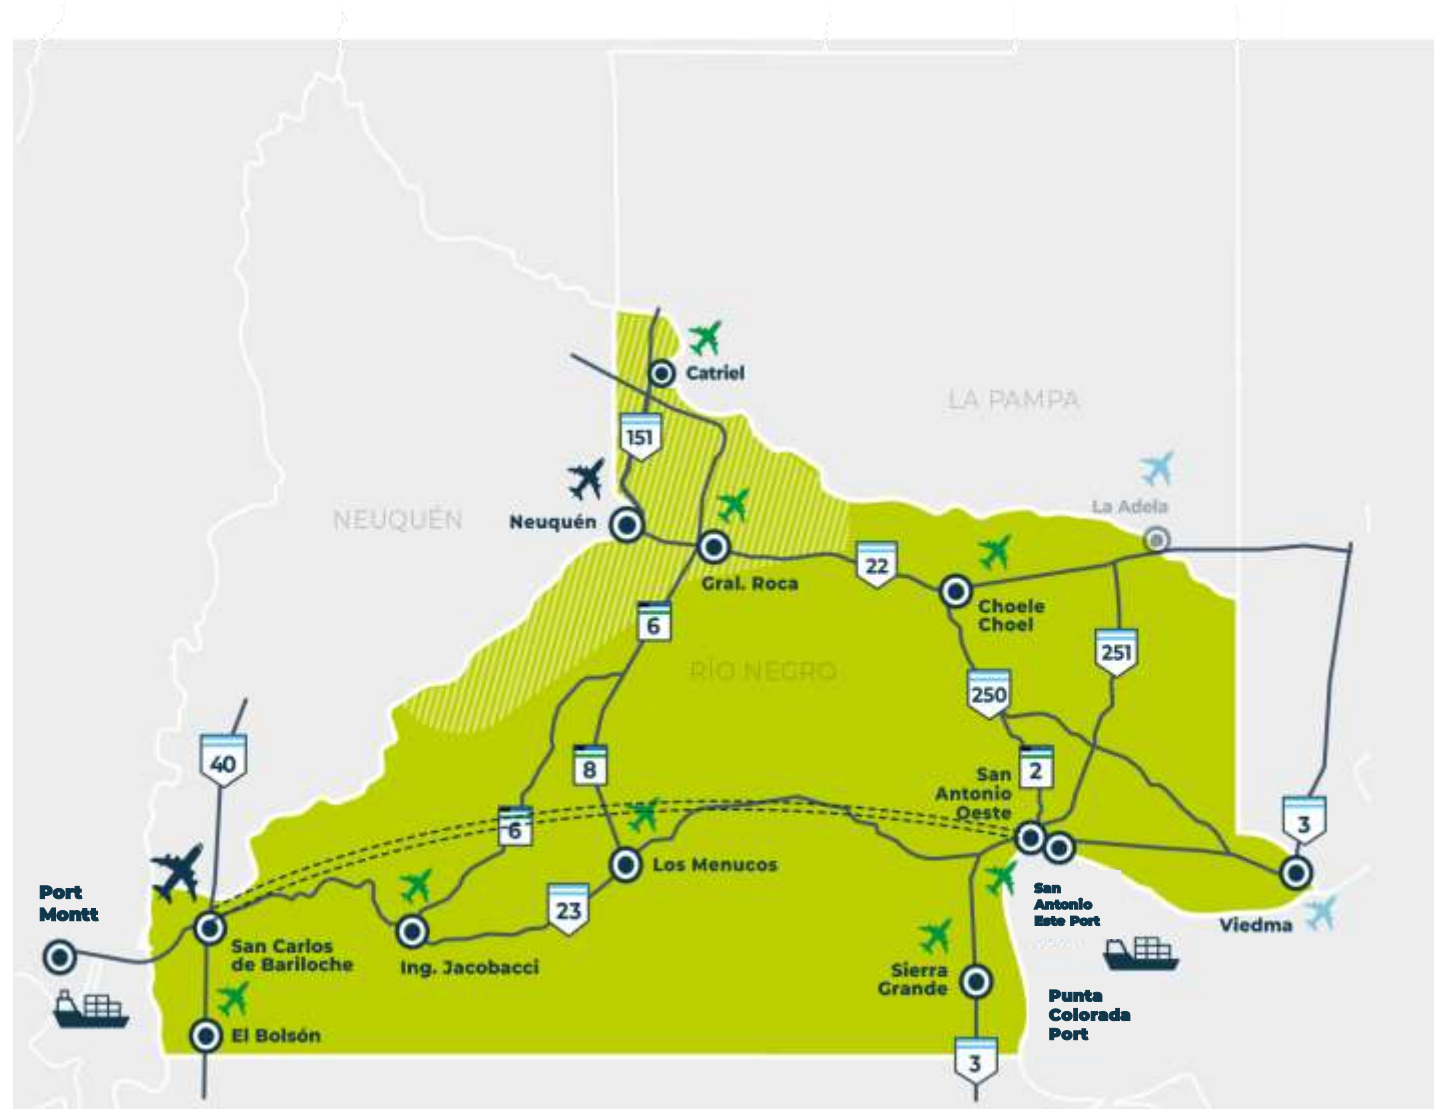 Catriel
LA PAMPA
151
La Adela
NEUQUÉN
Neuquén
22
Gral. Roca
Choele
Choel
6
251
RÍO NEGRO
250
40
8
2
San
Antonio
Oeste
6
3
Los Menucos
Port
Montt
San
Antonio
Este Port
23
Viedma
San Carlos
de Bariloche
Ing. Jacobacci
Sierra
Grande
Punta
Colorada
Port
El Bolsón
3